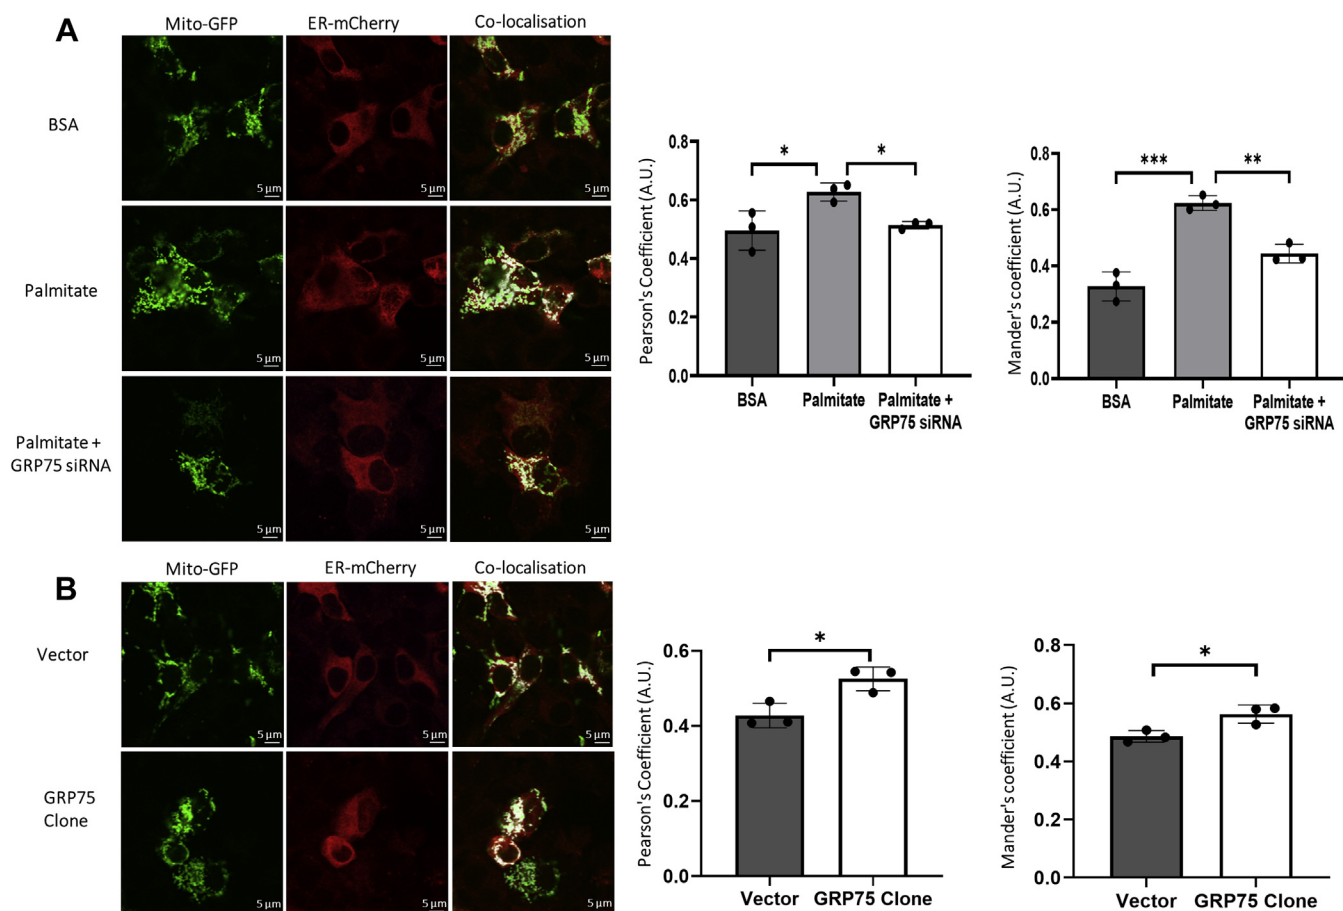 A
Mito-GFP
ER-mCherry
Co-localisation
BSA
5 µm
5 µm
5 µm
Palmitate
5 µm
5 µm
5 µm
Palmitate +
GRP75 siRNA
5 µm
5 µm
5 µm
Pearson's Coefficient (A.U.)
0.8
0.6
0.4
0.2
0.0
*
*
BSA
Palmitate
Palmitate +
GRP75 siRNA
Mander's coefficient (A.U.)
0.8
0.6
0.4
0.2
0.0
***
**
BSA
Palmitate
Palmitate +
GRP75 siRNA
B
Mito-GFP
ER-mCherry
Co-localisation
Vector
5 µm
5 µm
5 µm
GRP75
Clone
5 µm
5 µm
5 µm
Pearson's Coefficient (A.U.)
0.6
0.4
0.2
0.0
*
Vector
GRP75 Clone
Mander's coefficient (A.U.)
0.8
0.6
0.4
0.2
0.0
*
Vector
GRP75 Clone